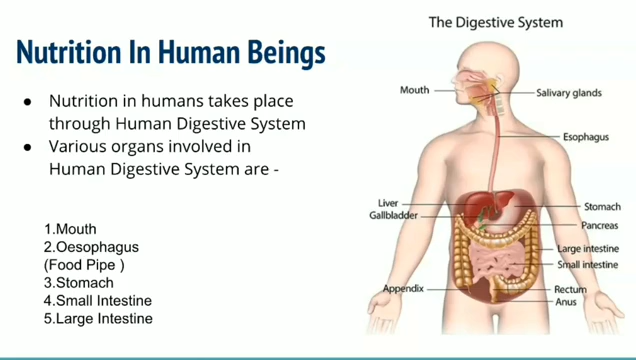 The Digestive System
Nutrition In Human Beings
● Nutrition in humans takes place
through Human Digestive System
● Various organs involved in
Human Digestive System are -
1.Mouth
2.Oesophagus
(Food Pipe )
3.Stomach
4.Small Intestine
5.Large Intestine
Mouth
Salivary glands
Esophagus
Liver
Gallbladder
Stomach
Pancreas
Large intestine
Small intestine
Appendix
Rectum
Anus